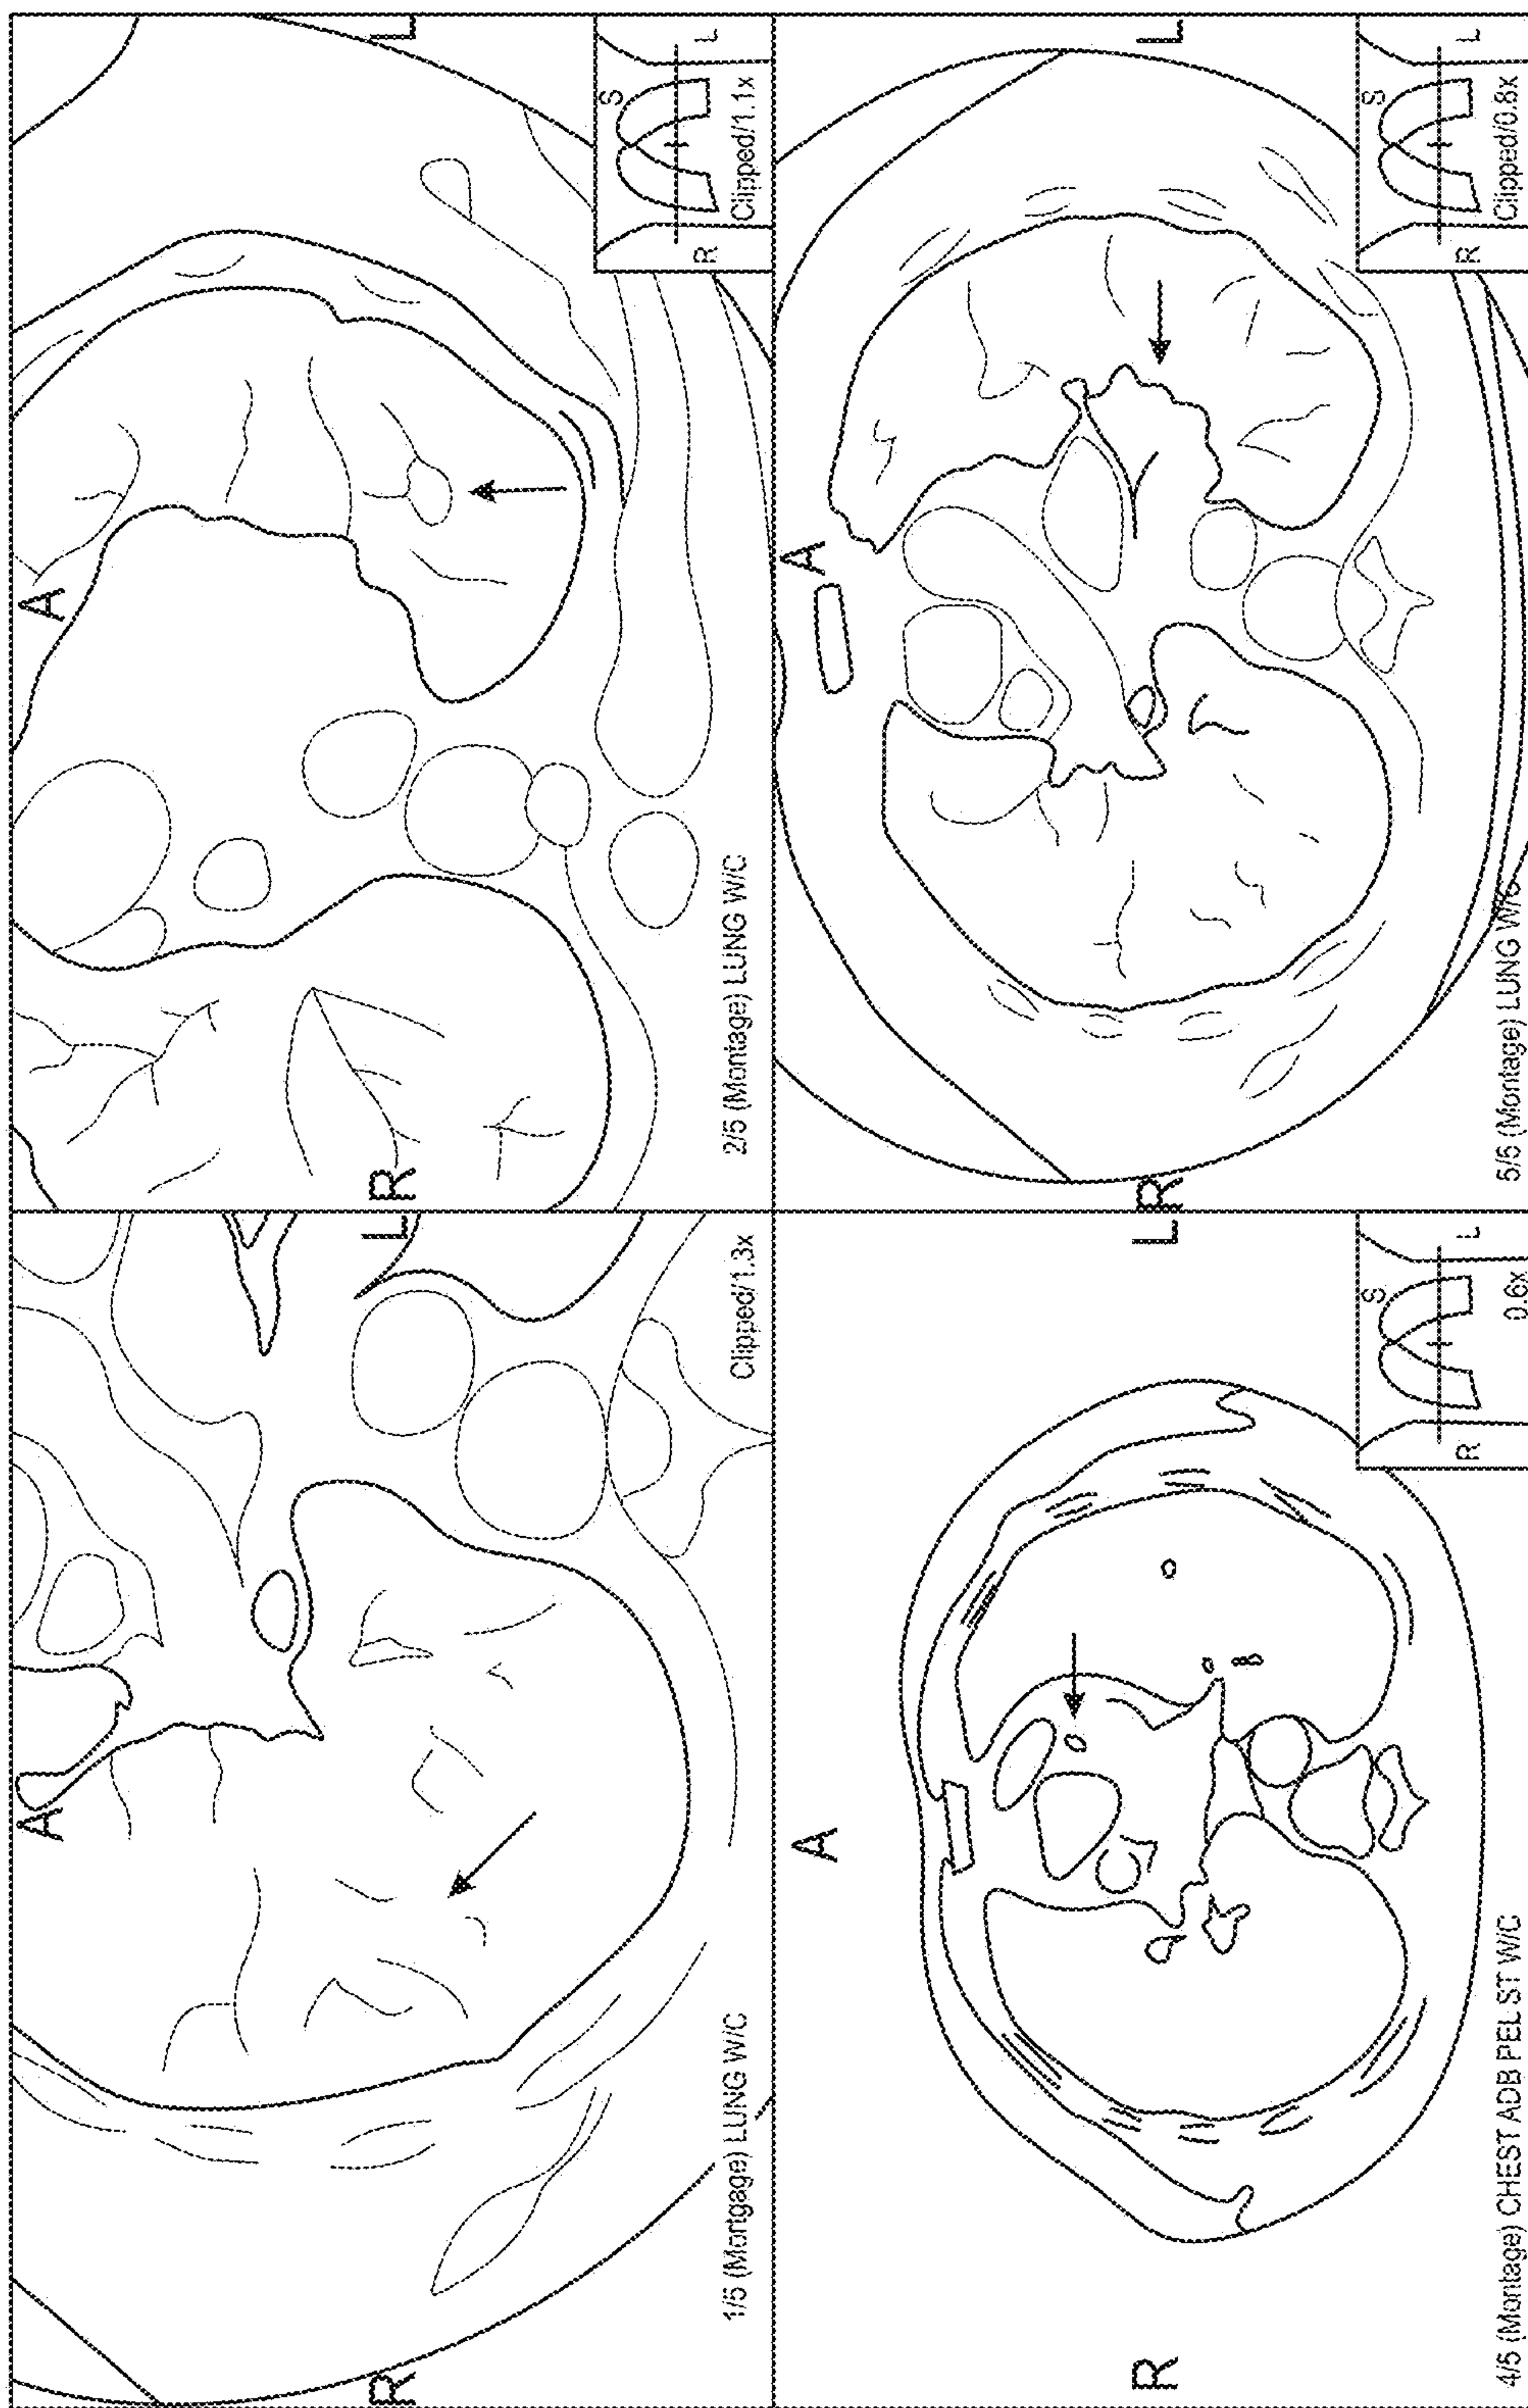 A
R
L
1/5 (Mortgage) LUNG W/C
Clipped/1.3x
A
R
L
S
R
L
2/5 (Montage) LUNG W/C
Clipped/1.1x
A
R
L
S
R
L
4/5 (Montage) CHEST ADB PEL ST W/C
0.6x
A
R
L
S
R
L
5/5 (Montage) LUNG W/C
Clipped/0.8x